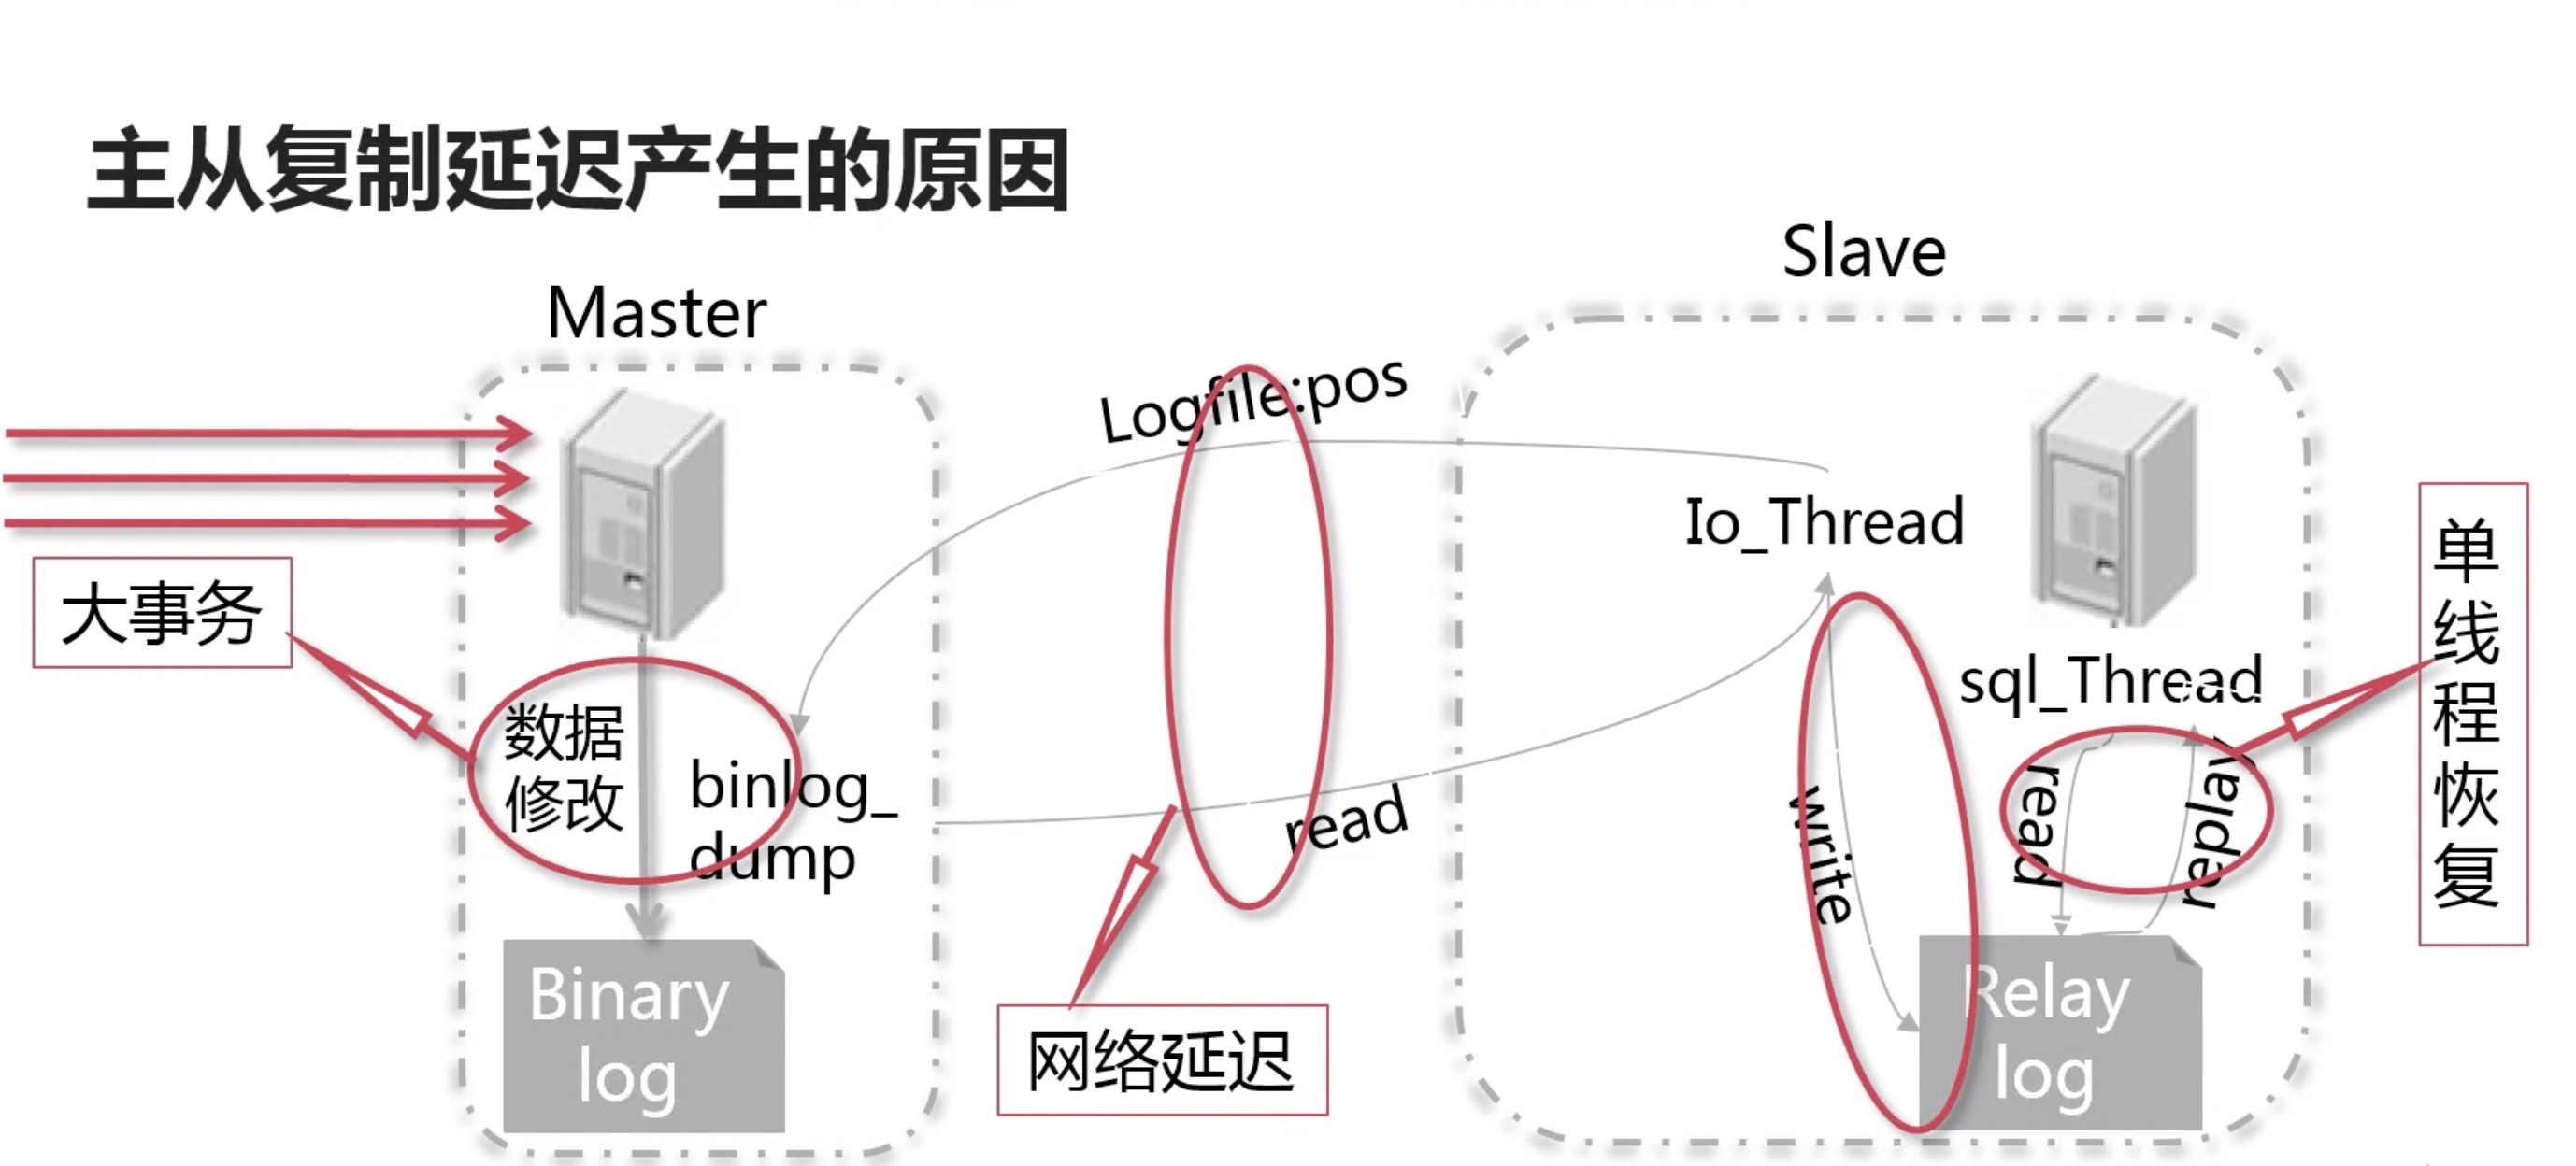 主从复制延迟产生的原因
Master
Slave
Logfile:pos
Io_Thread
大事务
数据
修改
binlog_
dump
read
write
sql_Thread
read
replay
单
线
程
恢
复
Binary
log
网络延迟
Relay
log